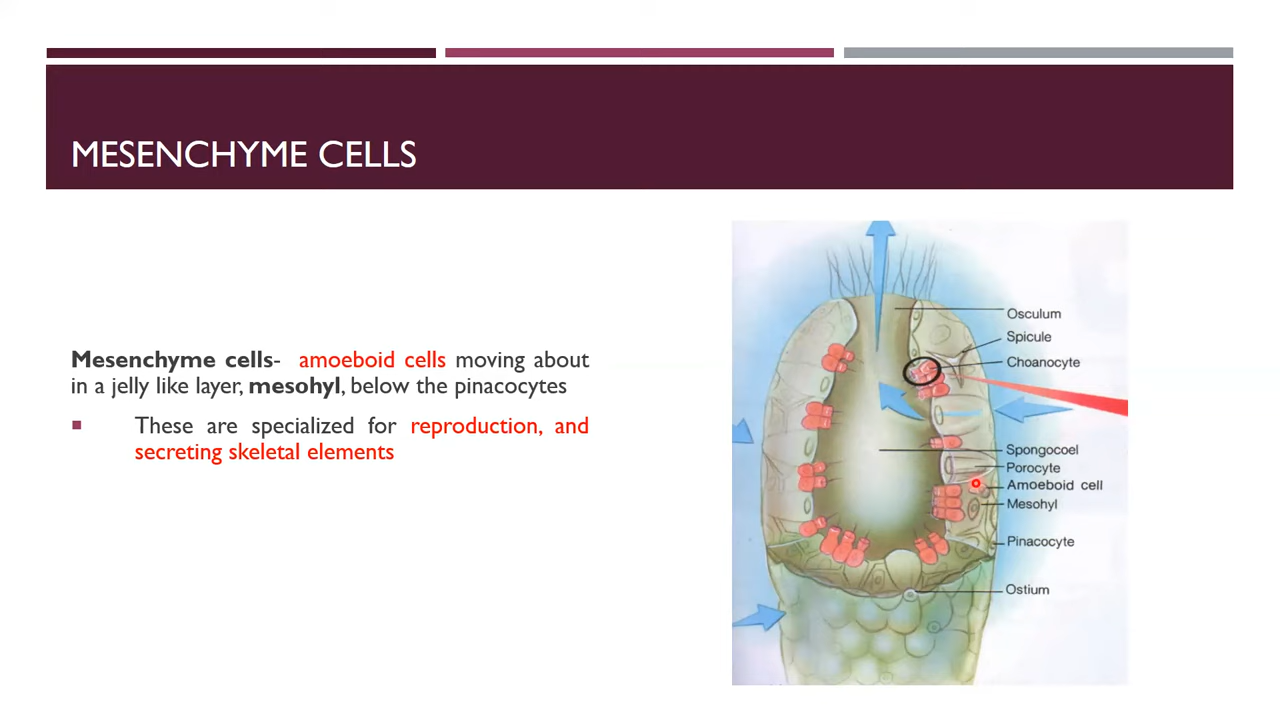 MESENCHYME CELLS
Mesenchyme cells- amoeboid cells moving about
in a jelly like layer, mesohyl, below the pinacocytes
These are specialized for reproduction, and
secreting skeletal elements
Osculum
Spicule
Choanocyte
Spongocoel
Porocyte
Amoeboid cell
Mesohyl
Pinacocyte
Ostium